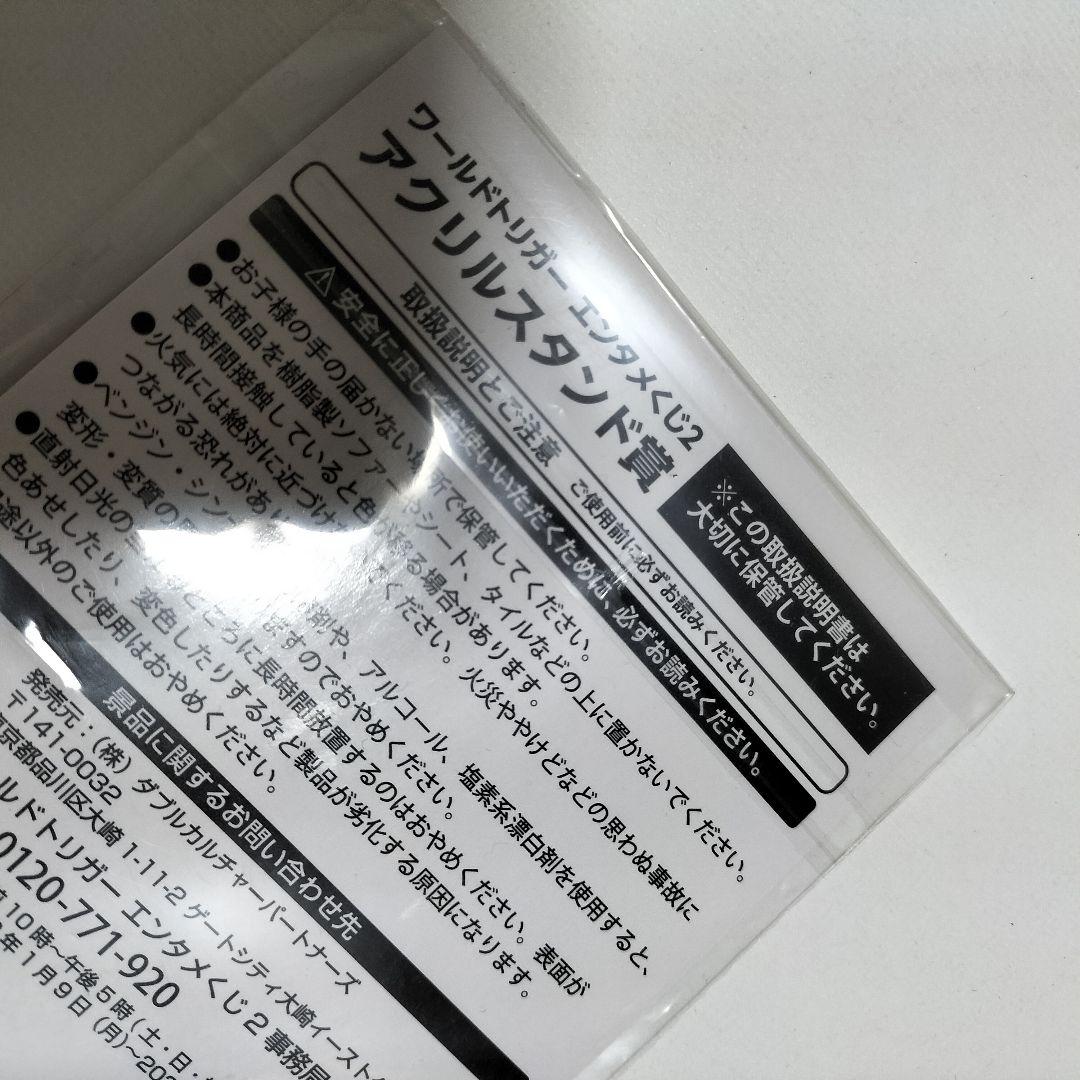 ワールドトリガー エンタメくじ2
アクリルスタンド賞
※この取扱説明書は
大切に保管してください。
取扱説明とご注意 ご使用前に必ずお読みください。
⚠安全に正しくお使いいただくためは、必ずお読みください。
●お子様の手の届かない場所で保管してください。
●本商品を樹脂製ソファーやシート、タイルなどの上に置かないでください。
長時間接触していると色が移る場合があります。
●火気には絶対に近づけないでください。火災ややけどなどの思わぬ事故に
つながる恐れがあ
●ベンジン・シン 剤や、アルコール、塩素系漂白剤を使用すると、
変形・変質の ますのでおやめください。
●直射日光の ところに長時間放置するのはおやめください。表面が
色あせしたり、変色したりするなど製品が劣化する原因になります。
途以外のご使用はおやめください。
景品に関するお問い合わせ先
発売元:(株)ダブルカルチャーパートナーズ
〒141-0032
京都品川区大崎 1-11-2 ゲートシティ大崎イースト
ルドトリガー エンタメくじ2 事務局
0120-771-920
10時~午後5時(土・日・
年1月9日(月)~20